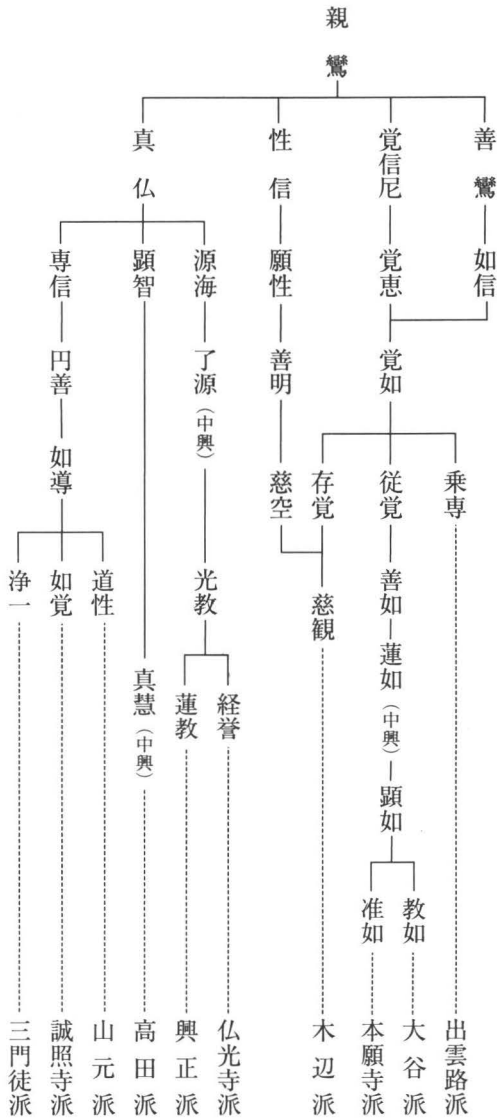 親鸞
善鸞
如信
覚信尼
覚恵
覚如
乗専
出雲路派
従覚
善如
蓮如(中興)
顕如
教如
大谷派
准如
本願寺派
存覚
慈観
木辺派
性信
願性
善明
慈空
真仏
源海
了源(中興)
光教
経誉
仏光寺派
蓮教
興正派
顕智
真慧(中興)
高田派
専信
円善
如導
道性
山元派
如覚
誠照寺派
浄一
三門徒派